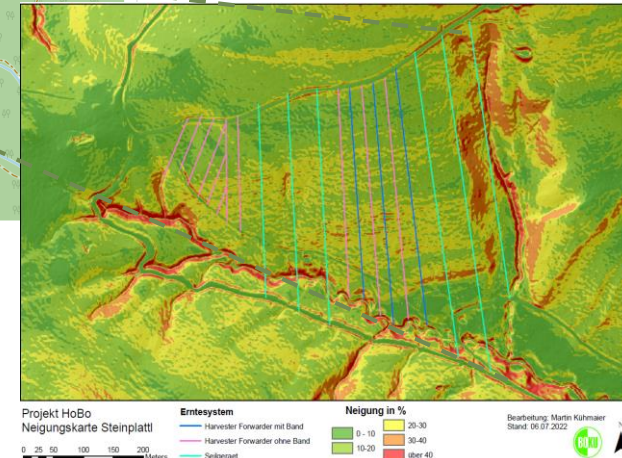 Projekt HoBo
Neigungskarte Steinplattl
0 25 50 100 150 200
Meters
Erntesystem
Harvester Forwarder mit Band
Harvester Forwarder ohne Band
Seilgeraet
Neigung in %
0 - 10
10-20
20-30
30-40
über 40
Bearbeitung: Martin Kühmaier
Stand: 06.07.2022
BOKU
N